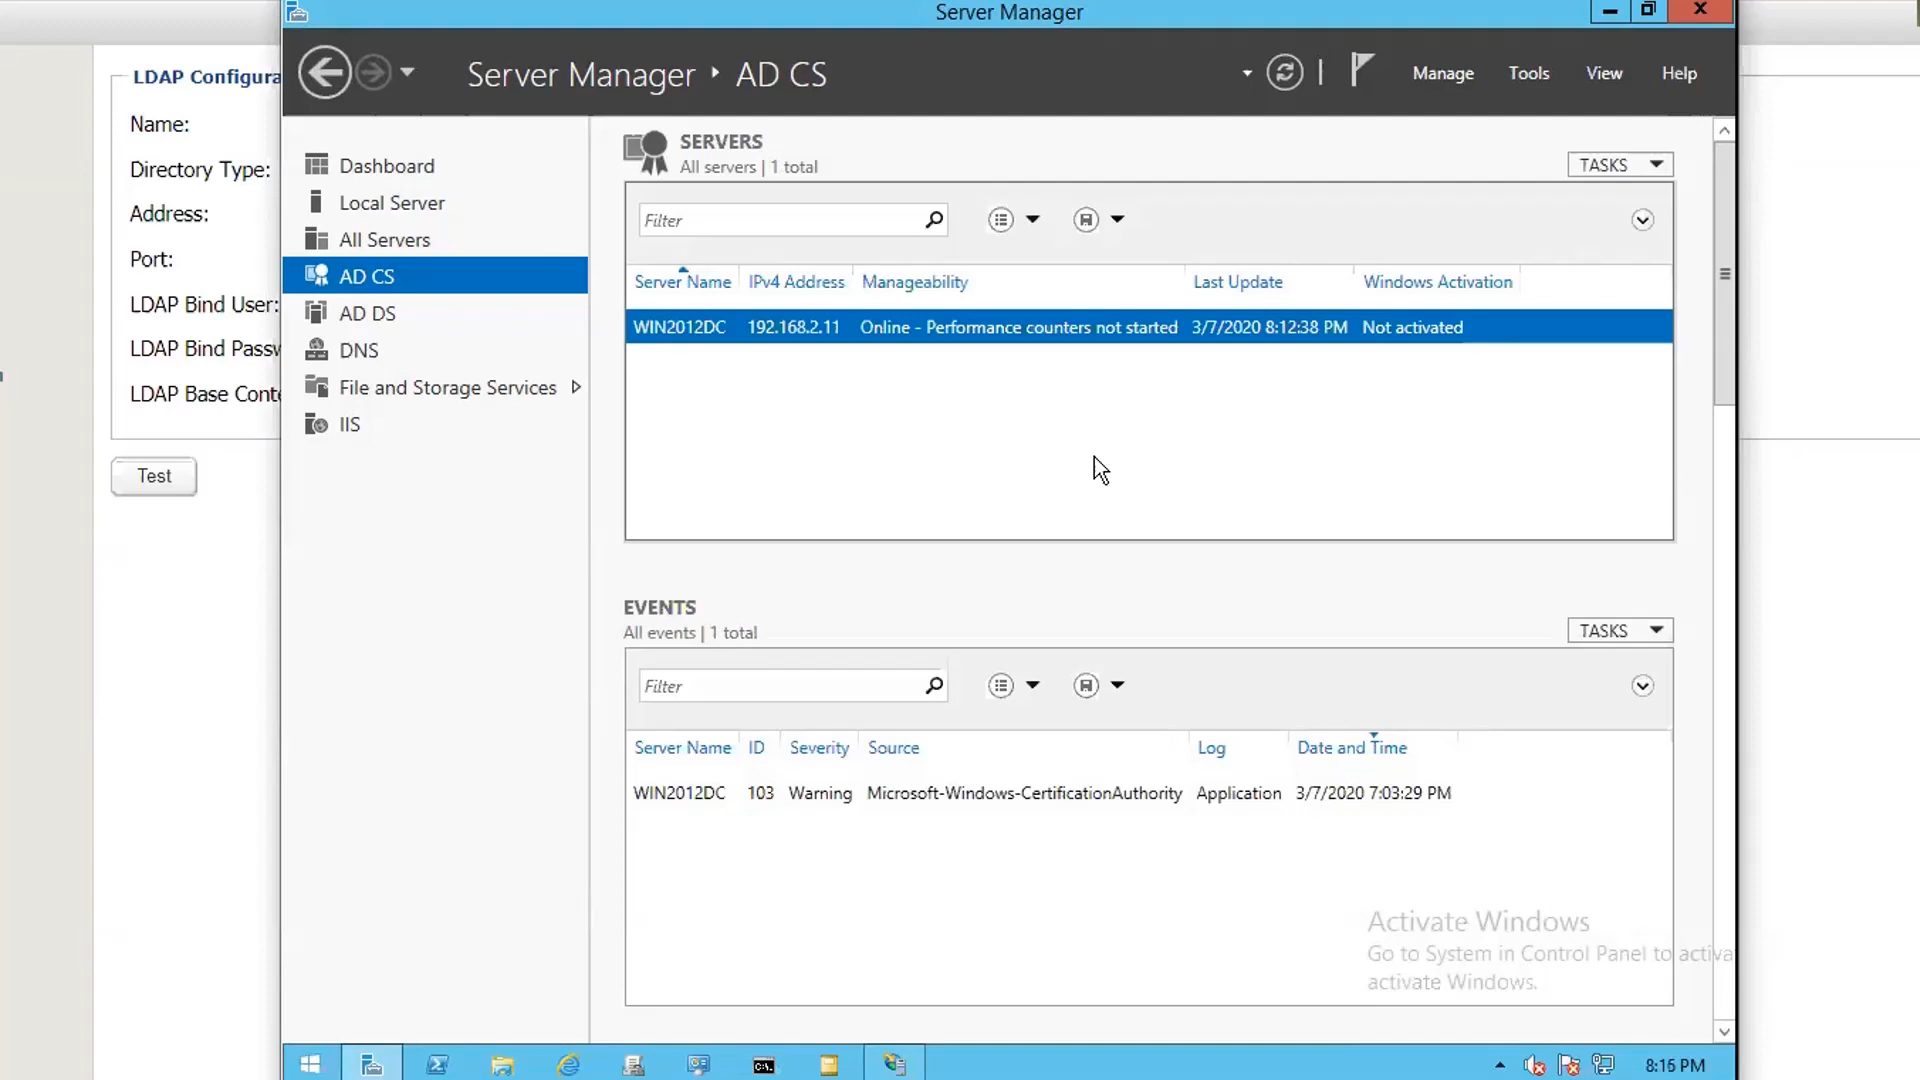 Server Manager
Server Manager AD CS
Manage Tools View Help
LDAP Configura
Name:
Directory Type:
Address:
Port:
LDAP Bind User:
LDAP Bind Passw
LDAP Base Conte
Test
Dashboard
Local Server
All Servers
AD CS
AD DS
DNS
File and Storage Services
IIS
SERVERS
All servers | 1 total
TASKS
Filter
Server Name IPv4 Address Manageability Last Update Windows Activation
WIN2012DC 192.168.2.11 Online - Performance counters not started 3/7/2020 8:12:38 PM Not activated
EVENTS
All events | 1 total
TASKS
Filter
Server Name ID Severity Source Log Date and Time
WIN2012DC 103 Warning Microsoft-Windows-CertificationAuthority Application 3/7/2020 7:03:29 PM
Activate Windows
Go to System in Control Panel to activa
activate Windows.
8:16 PM